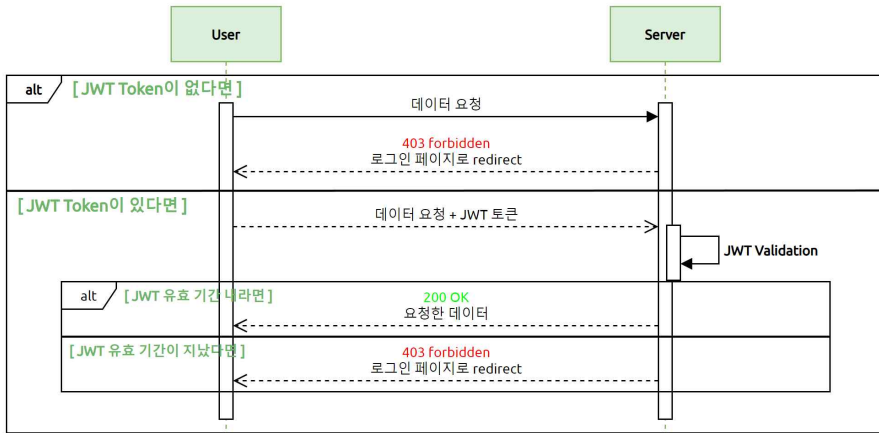 User
Server
alt
[ JWT Token이 없다면 ]
데이터 요청
403 forbidden
로그인 페이지로 redirect
[ JWT Token이 있다면 ]
데이터 요청 + JWT 토큰
JWT Validation
alt
[ JWT 유효 기간 내라면 ]
200 OK
요청한 데이터
[ JWT 유효 기간이 지났다면 ]
403 forbidden
로그인 페이지로 redirect